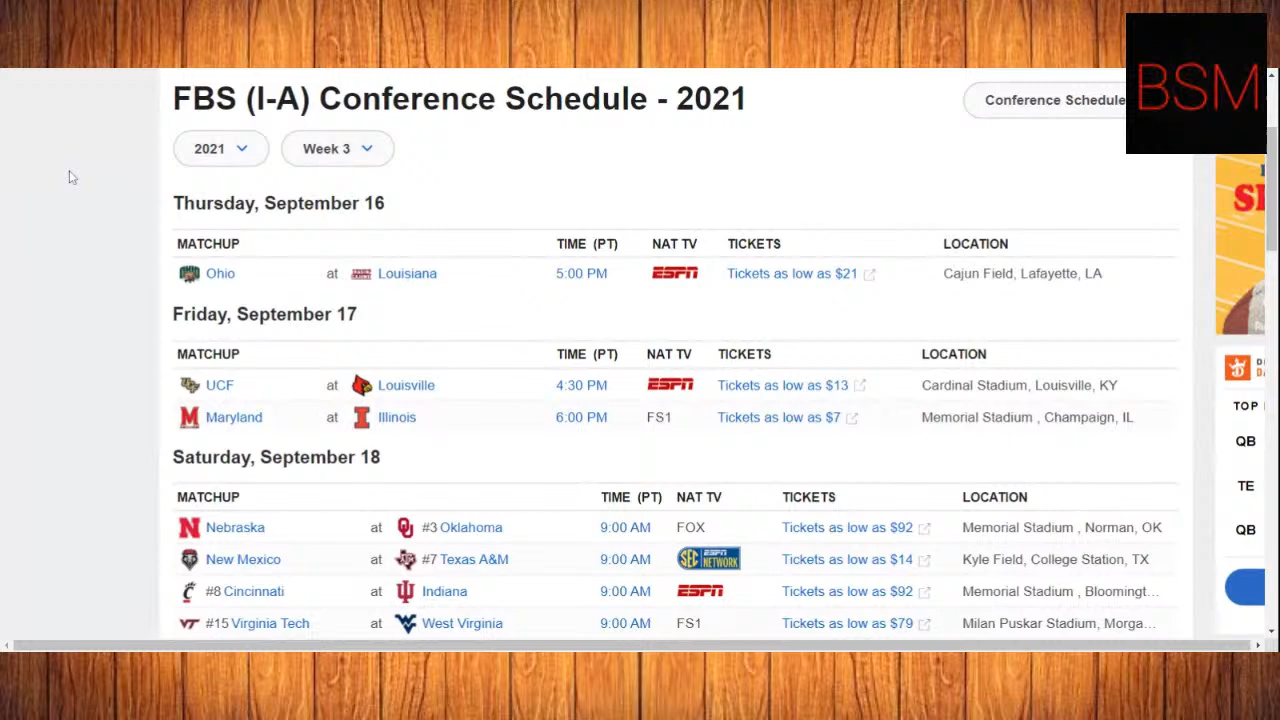 BSM
FBS (I-A) Conference Schedule - 2021
Conference Schedule
2021
Week 3
Thursday, September 16
MATCHUP TIME (PT) NAT TV TICKETS LOCATION
Ohio at Louisiana 5:00 PM ESPN Tickets as low as $21 Cajun Field, Lafayette, LA
Friday, September 17
MATCHUP TIME (PT) NAT TV TICKETS LOCATION
UCF at Louisville 4:30 PM ESPN Tickets as low as $13 Cardinal Stadium, Louisville, KY
Maryland at Illinois 6:00 PM FS1 Tickets as low as $7 Memorial Stadium , Champaign, IL
Saturday, September 18
MATCHUP TIME (PT) NAT TV TICKETS LOCATION
Nebraska at #3 Oklahoma 9:00 AM FOX Tickets as low as $92 Memorial Stadium , Norman, OK
New Mexico at #7 Texas A&M 9:00 AM SEC ESPN NETWORK Tickets as low as $14 Kyle Field, College Station, TX
#8 Cincinnati at Indiana 9:00 AM ESPN Tickets as low as $92 Memorial Stadium , Bloomingt...
#15 Virginia Tech at West Virginia 9:00 AM FS1 Tickets as low as $79 Milan Puskar Stadium, Morga...
TOP
QB
TE
QB